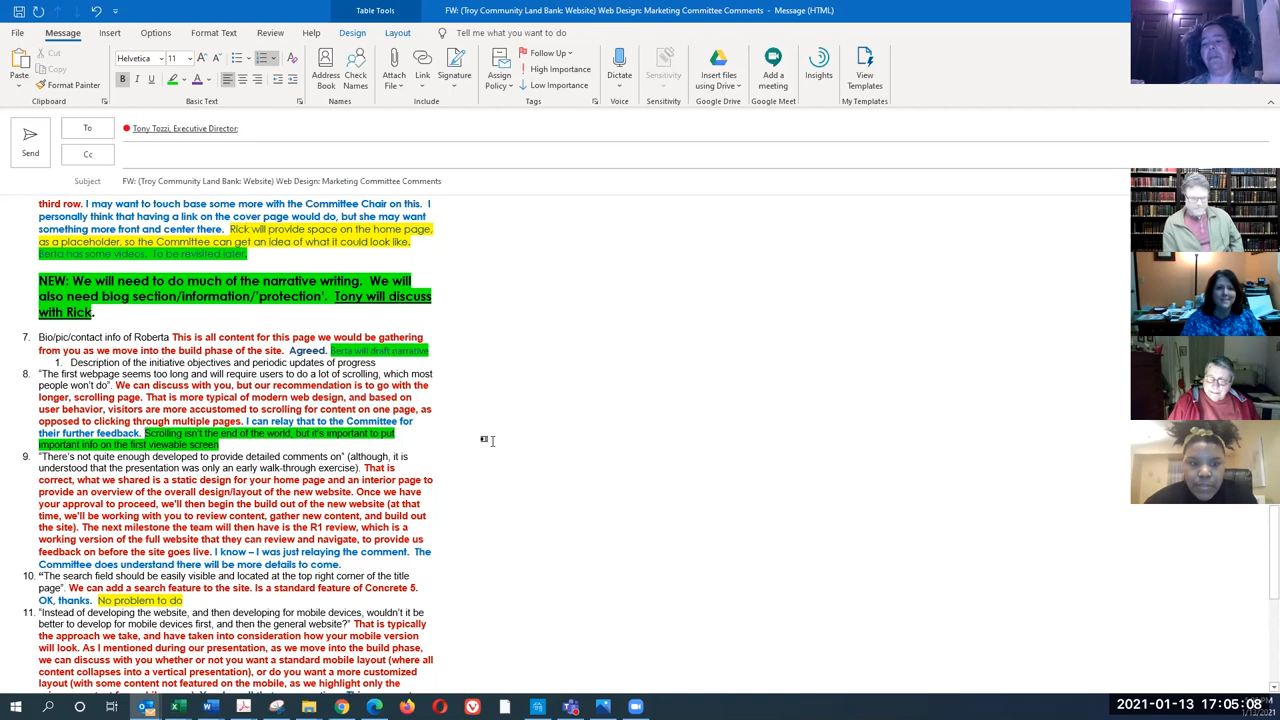 Table Tools
FW: (Troy Community Land Bank: Website) Web Design: Marketing Committee Comments - Message (HTML)
File Message Insert Options Format Text Review Help Design Layout Tell me what you want to do
Cut
Copy
Paste
Format Painter
Clipboard
Helvetica 11
Basic Text
Address Book
Check Names
Names
Attach File
Link
Signature
Include
Assign Policy
Follow Up
High Importance
Low Importance
Tags
Dictate
Voice
Sensitivity
Sensitivity
Insert files using Drive
Google Drive
Add a meeting
Google Meet
Insights
View Templates
My Templates
Send
To
Tony Tozzi, Executive Director;
Cc
Subject FW: (Troy Community Land Bank: Website) Web Design: Marketing Committee Comments
third row. I may want to touch base some more with the Committee Chair on this. I
personally think that having a link on the cover page would do, but she may want
something more front and center there. Rick will provide space on the home page,
as a placeholder, so the Committee can get an idea of what it could look like.
Berta has some videos. To be revisited later.
NEW: We will need to do much of the narrative writing. We will
also need blog section/information/'protection'. Tony will discuss
with Rick.
7. Bio/pic/contact info of Roberta This is all content for this page we would be gathering
from you as we move into the build phase of the site. Agreed. Berta will draft narrative
1. Description of the initiative objectives and periodic updates of progress
8. "The first webpage seems too long and will require users to do a lot of scrolling, which most
people won't do". We can discuss with you, but our recommendation is to go with the
longer, scrolling page. That is more typical of modern web design, and based on
user behavior, visitors are more accustomed to scrolling for content on one page, as
opposed to clicking through multiple pages. I can relay that to the Committee for
their further feedback. Scrolling isn't the end of the world, but it's important to put
important info on the first viewable screen
9. "There's not quite enough developed to provide detailed comments on" (although, it is
understood that the presentation was only an early walk-through exercise). That is
correct, what we shared is a static design for your home page and an interior page to
provide an overview of the overall design/layout of the new website. Once we have
your approval to proceed, we'll then begin the build out of the new website (at that
time, we'll be working with you to review content, gather new content, and build out
the site). The next milestone the team will then have is the R1 review, which is a
working version of the full website that they can review and navigate, to provide us
feedback on before the site goes live. I know – I was just relaying the comment. The
Committee does understand there will be more details to come.
10. "The search field should be easily visible and located at the top right corner of the title
page". We can add a search feature to the site. Is a standard feature of Concrete 5.
OK, thanks. No problem to do
11. "Instead of developing the website, and then developing for mobile devices, wouldn't it be
better to develop for mobile devices first, and then the general website?" That is typically
the approach we take, and have taken into consideration how your mobile version
will look. As I mentioned during our presentation, as we move into the build phase,
we can discuss with you whether or not you want a standard mobile layout (where all
content collapses into a vertical presentation), or do you want a more customized
layout (with some content not featured on the mobile, as we highlight only the
2021-01-13 17:05:08
1/13/2021